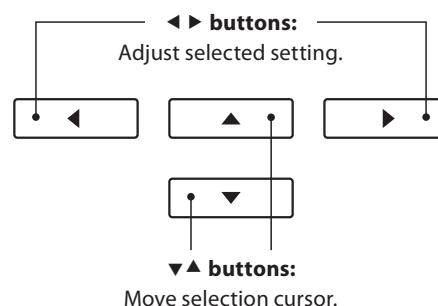 ◀ ▶ buttons:
Adjust selected setting.
◀
▲
▶
▼
▼▲ buttons:
Move selection cursor.